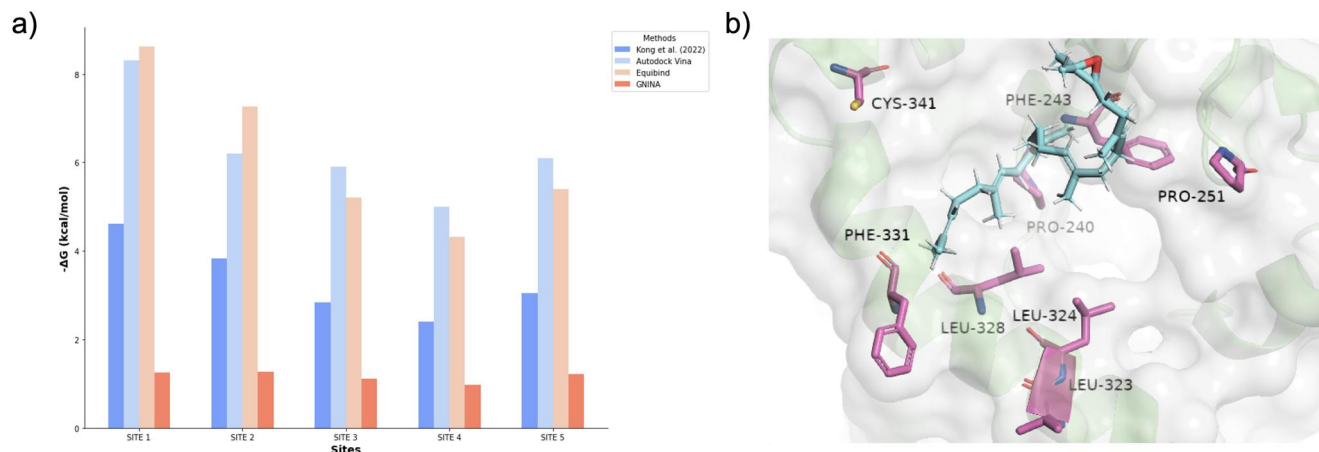 a)
-ΔG (kcal/mol)
8
6
4
2
0
SITE 1 SITE 2 SITE 3 SITE 4 SITE 5
Sites
Methods
Kong et al. (2022)
Autodock Vina
Equibind
GNINA
b)
CYS-341
PHE-243
PRO-251
PRO-240
PHE-331
LEU-328
LEU-324
LEU-323